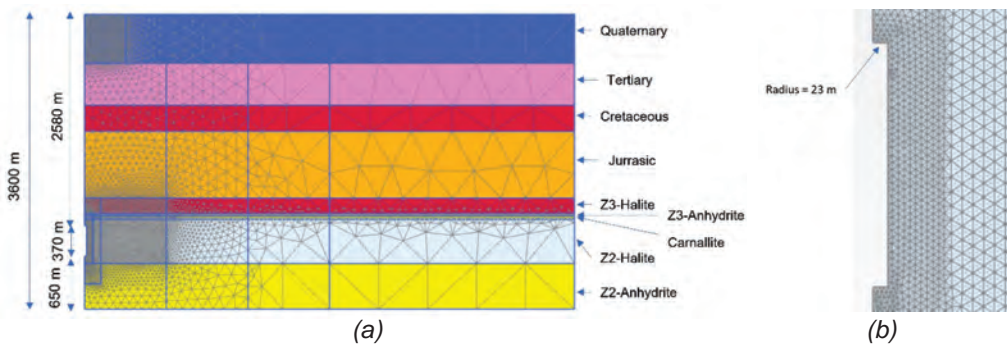 3600 m
2580 m
370 m
650 m
Quaternary
Tertiary
Cretaceous
Jurrasic
Z3-Halite
Z3-Anhydrite
Carnallite
Z2-Halite
Z2-Anhydrite
(a)
Radius = 23 m
(b)